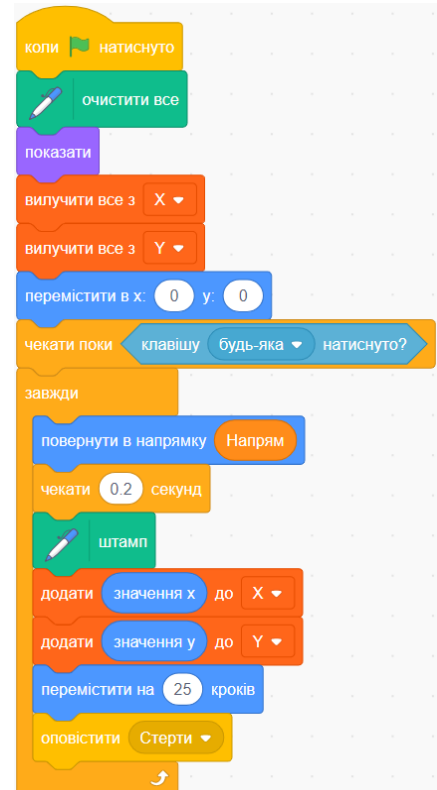 коли натиснуто
очистити все
показати
вилучити все з X
вилучити все з Y
перемістити в x: 0 y: 0
чекати поки клавішу будь-яка натиснуто?
завжди
повернути в напрямку Напрям
чекати 0.2 секунд
штамп
додати значення x до X
додати значення y до Y
перемістити на 25 кроків
оповістити Стерти